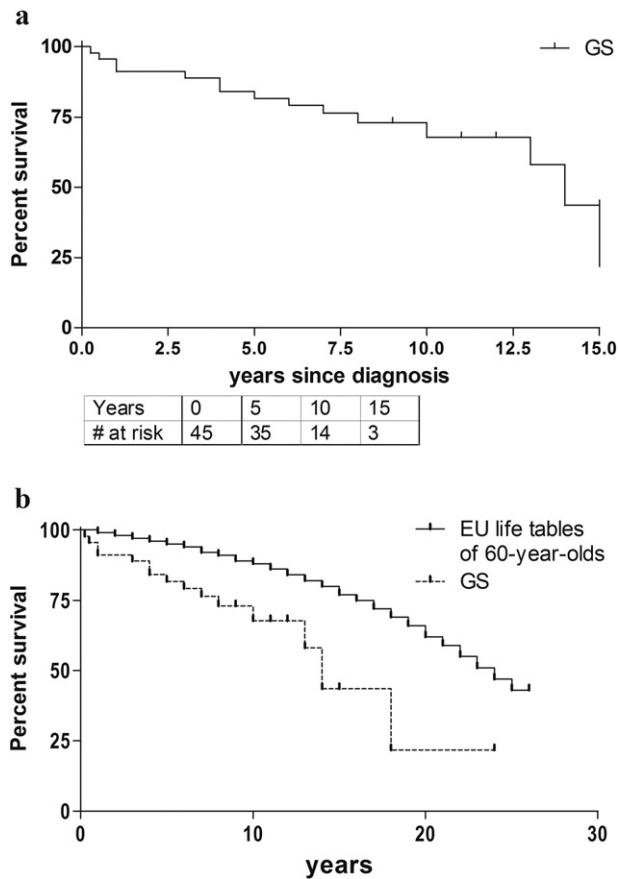 a
GS
100
75
50
25
0
Percent survival
0.0 2.5 5.0 7.5 10.0 12.5 15.0
years since diagnosis
Years 0 5 10 15
# at risk 45 35 14 3
b
EU life tables
of 60-year-olds
GS
100
75
50
25
0
Percent survival
0 10 20 30
years